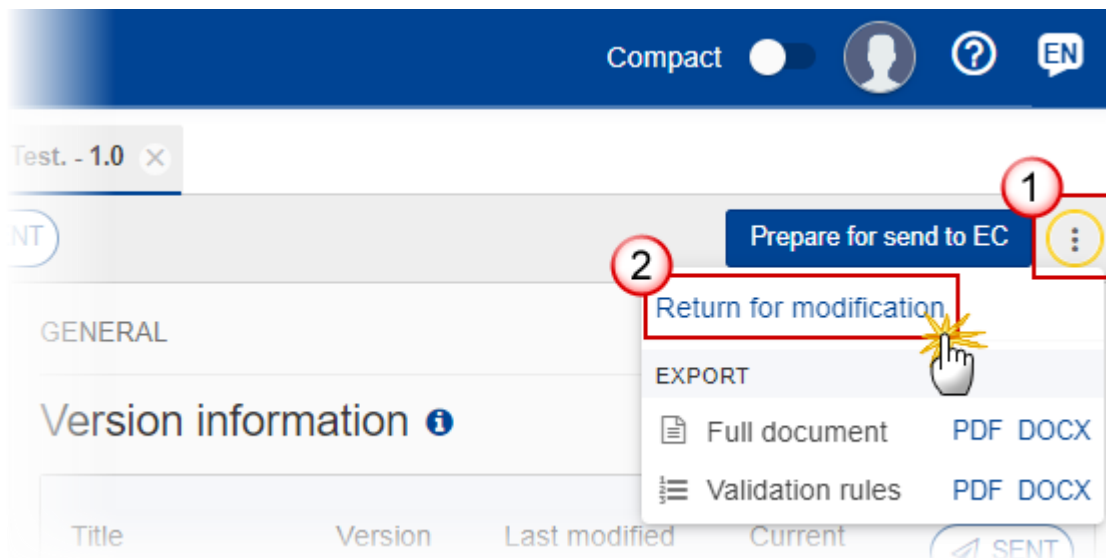 Compact EN
Test. - 1.0
1
NT Prepare for send to EC
2
Return for modification
GENERAL
EXPORT
Version information
Full document PDF DOCX
Validation rules PDF DOCX
Title Version Last modified Current SENT